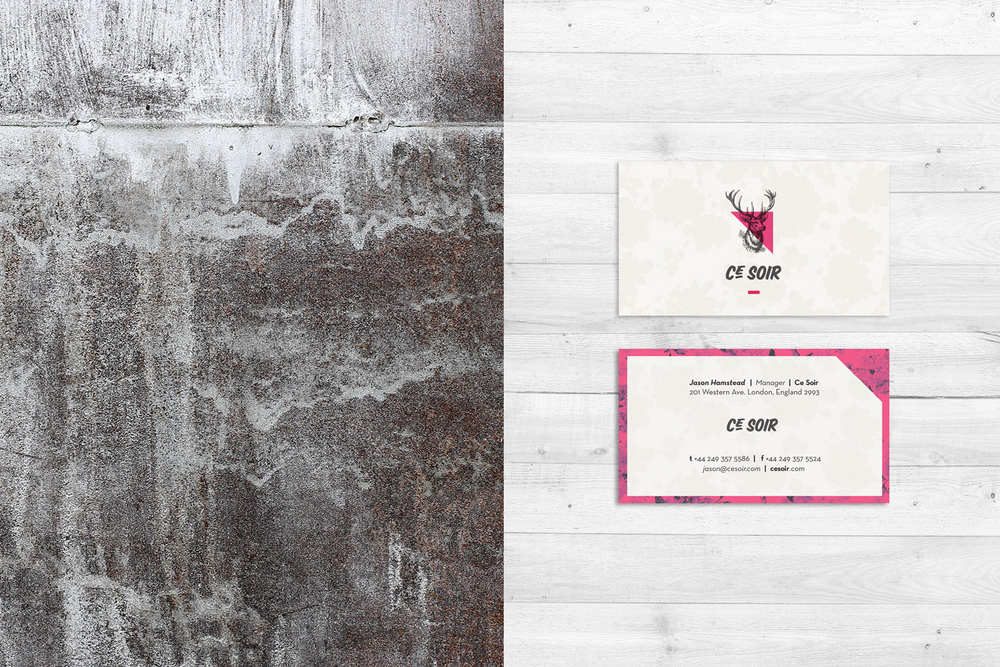 CE SOIR
Jason Hamstead | Manager | Ce Soir
201 Western Ave. London, England 2993
CE SOIR
t +44 249 357 5586 | f +44 249 357 5524
jason@cesoir.com | cesoir.com